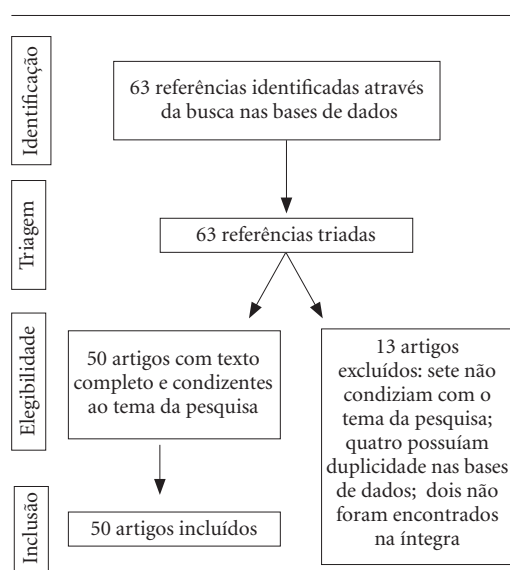 Identificação
63 referências identificadas através
da busca nas bases de dados
Triagem
63 referências triadas
Elegibilidade
50 artigos com texto
completo e condizentes
ao tema da pesquisa
13 artigos
excluídos: sete não
condiziam com o
tema da pesquisa;
quatro possuíam
duplicidade nas bases
de dados; dois não
foram encontrados
na íntegra
Inclusão
50 artigos incluídos